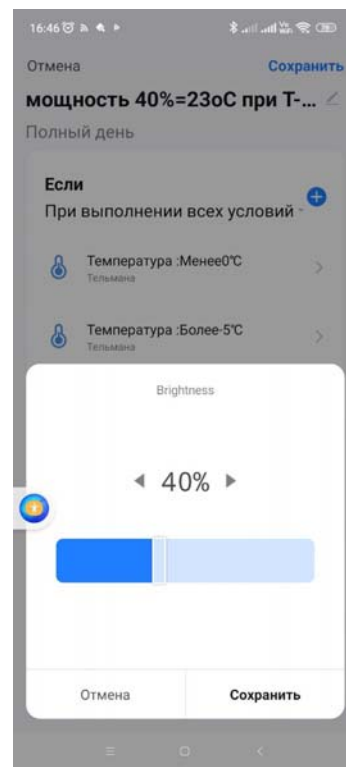 16:46
Отмена Сохранить
мощность 40%=23оС при Т-...
Полный день
Если
При выполнении всех условий -
Температура :Менее0℃
Тельмана
Температура :Более-5℃
Тельмана
Brightness
40%
Отмена Сохранить